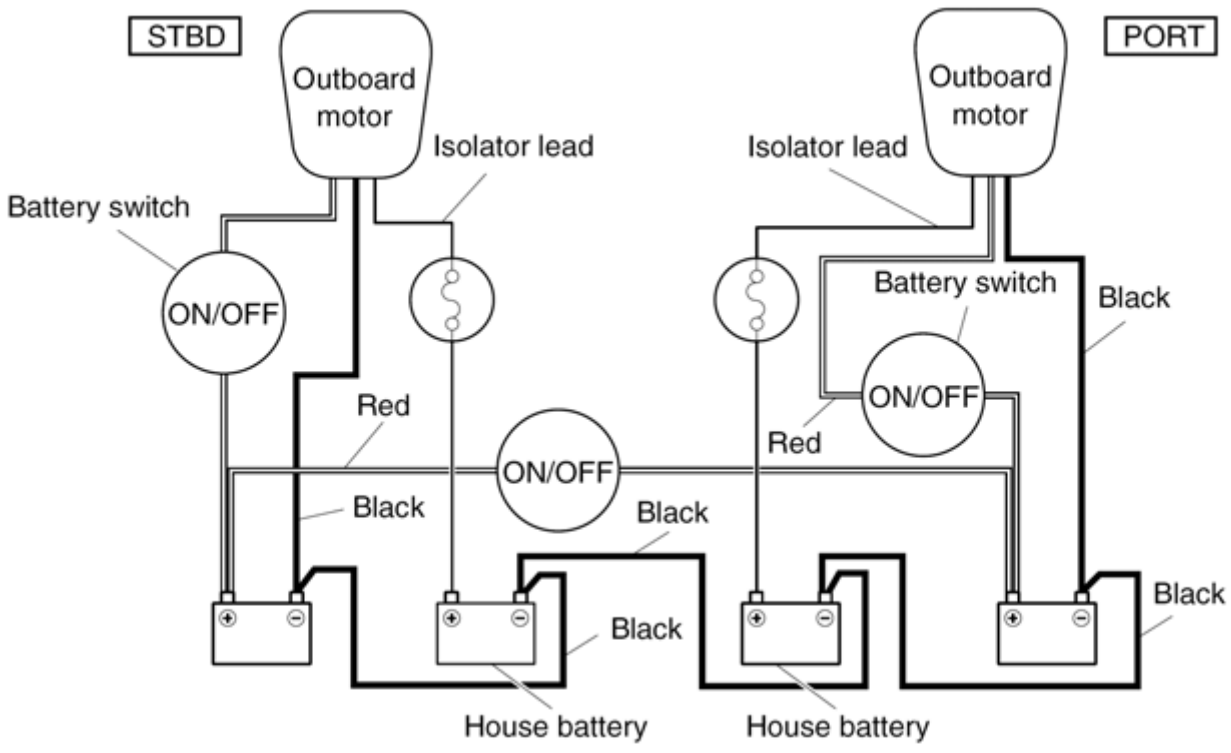 STBD
PORT
Outboard
motor
Outboard
motor
Isolator lead
Isolator lead
Battery switch
Battery switch
ON/OFF
Black
ON/OFF
Red
Red
ON/OFF
Black
Black
Black
Black
+
−
+
−
+
−
+
−
House battery
House battery